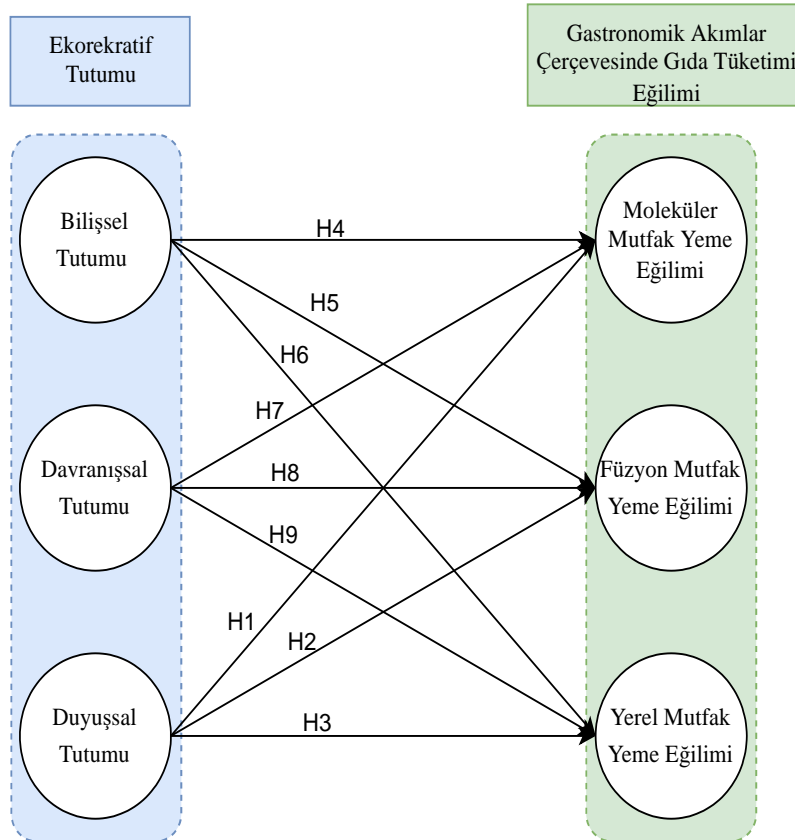 Ekorekratif
Tutumu
Gastronomik Akımlar
Çerçevesinde Gıda Tüketimi
Eğilimi
Bilişsel
Tutumu
Davranışsal
Tutumu
Duyuşsal
Tutumu
H4
H5
H6
H7
H8
H9
H1
H2
H3
Moleküler
Mutfak Yeme
Eğilimi
Füzyon Mutfak
Yeme Eğilimi
Yerel Mutfak
Yeme Eğilimi